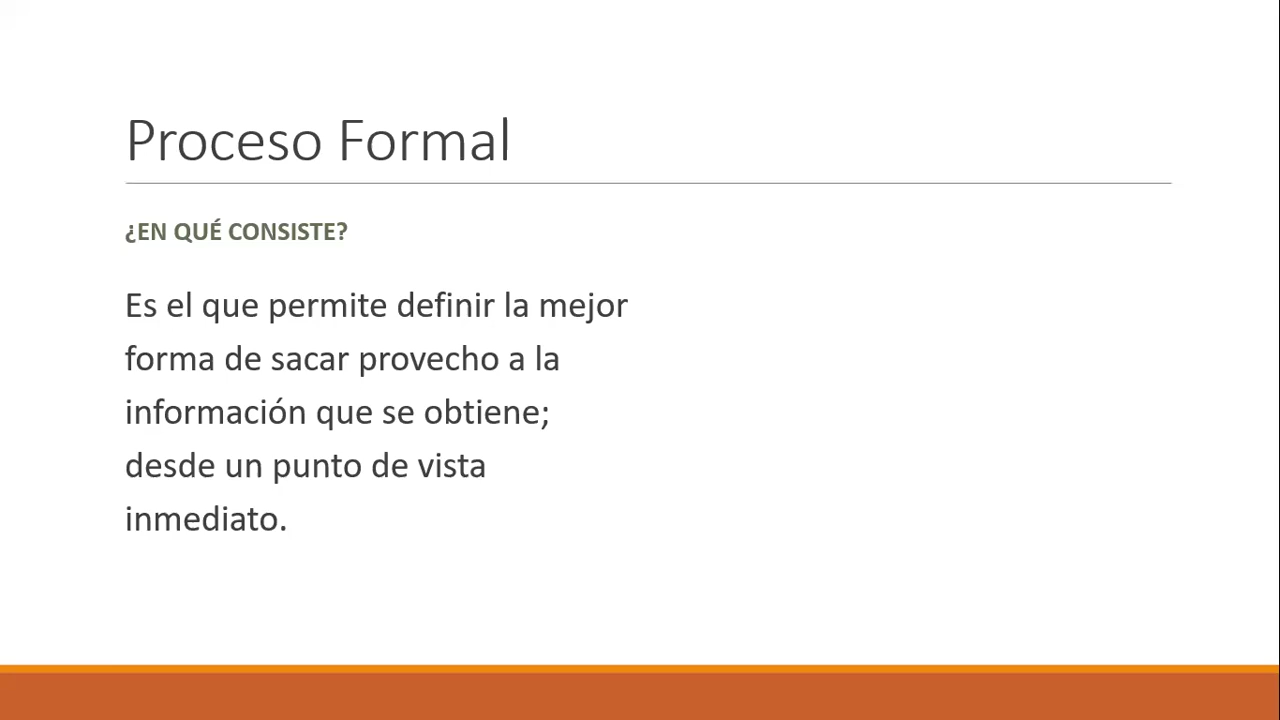 Proceso Formal
¿EN QUÉ CONSISTE?
Es el que permite definir la mejor
forma de sacar provecho a la
información que se obtiene;
desde un punto de vista
inmediato.